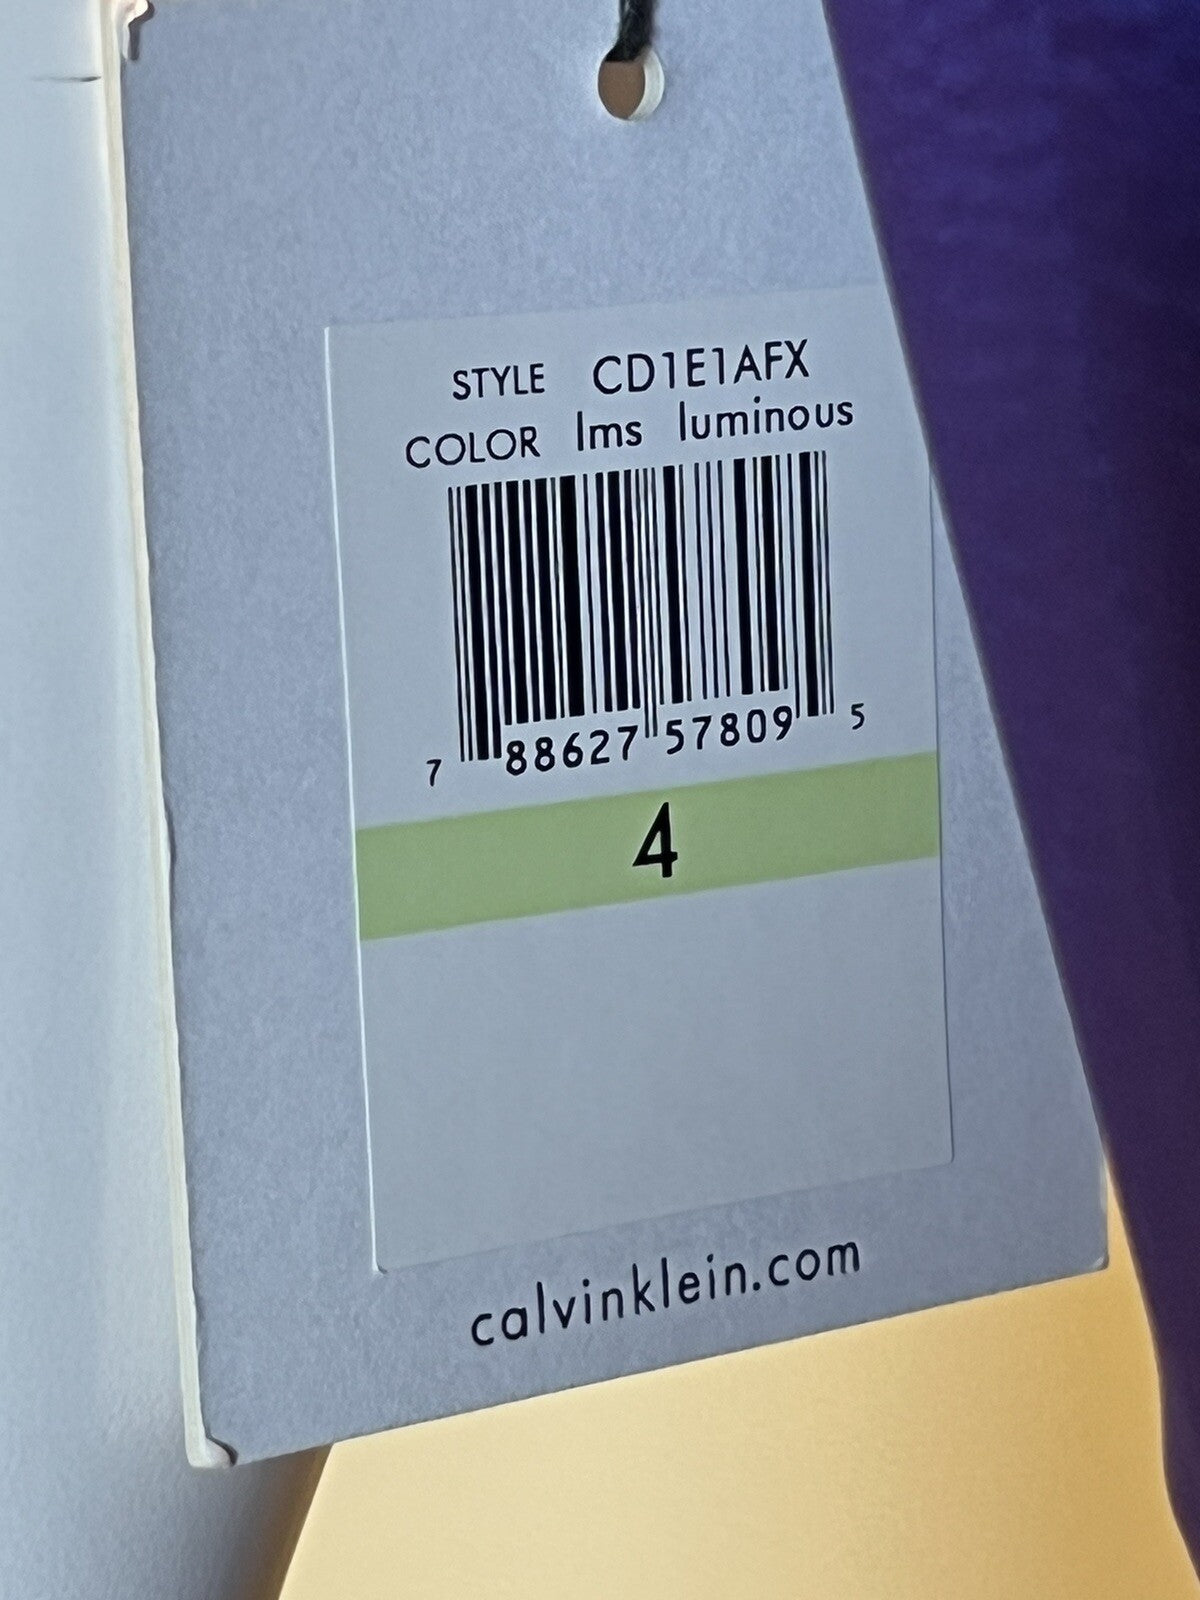 STYLE CD1E1AFX
COLOR lms luminous
7 88627 57809 5
4
calvinklein.com